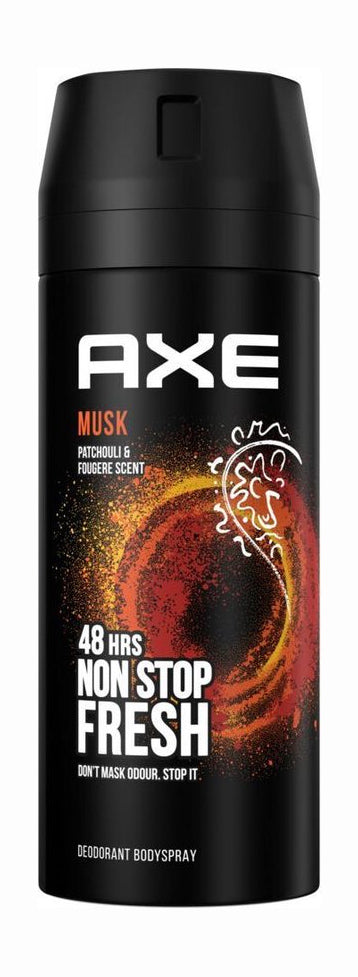 AXE
MUSK
PATCHOULI &
FOUGERE SCENT
48 HRS
NON STOP
FRESH
DON'T MASK ODOUR. STOP IT.
DEODORANT BODYSPRAY